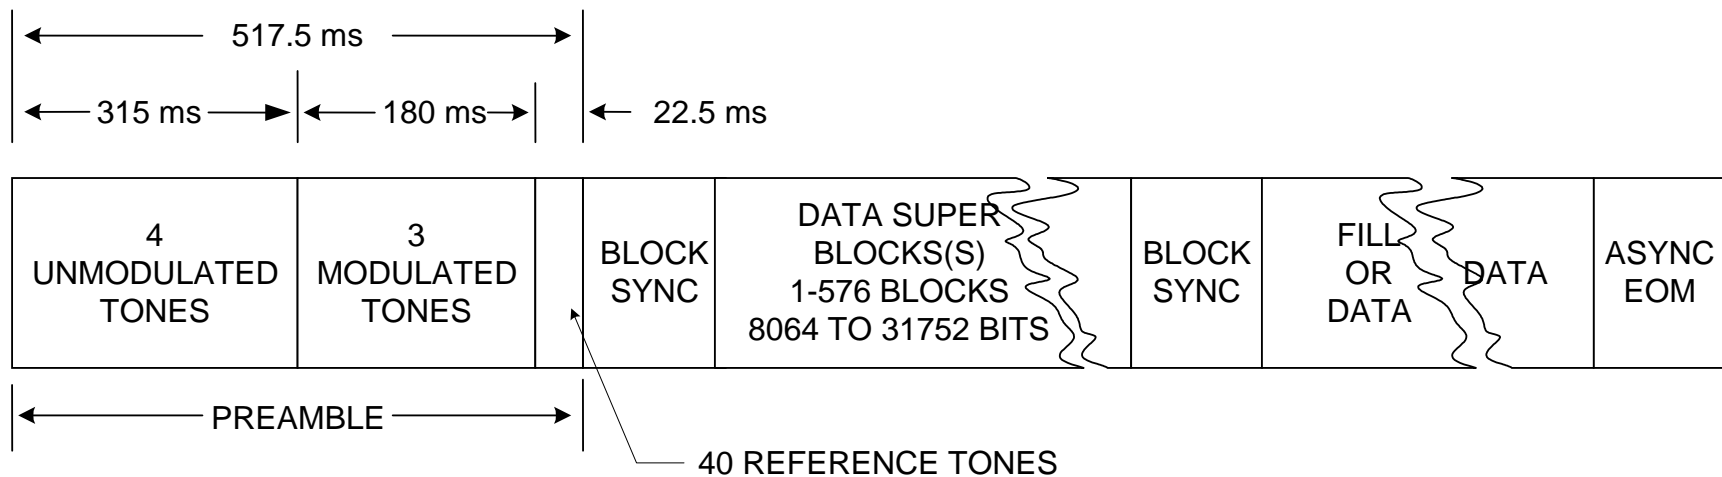 517.5 ms
315 ms
180 ms
22.5 ms
4
UNMODULATED
TONES
3
MODULATED
TONES
BLOCK
SYNC
DATA SUPER
BLOCKS(S)
1-576 BLOCKS
8064 TO 31752 BITS
BLOCK
SYNC
FILL
OR
DATA
DATA
ASYNC
EOM
PREAMBLE
40 REFERENCE TONES